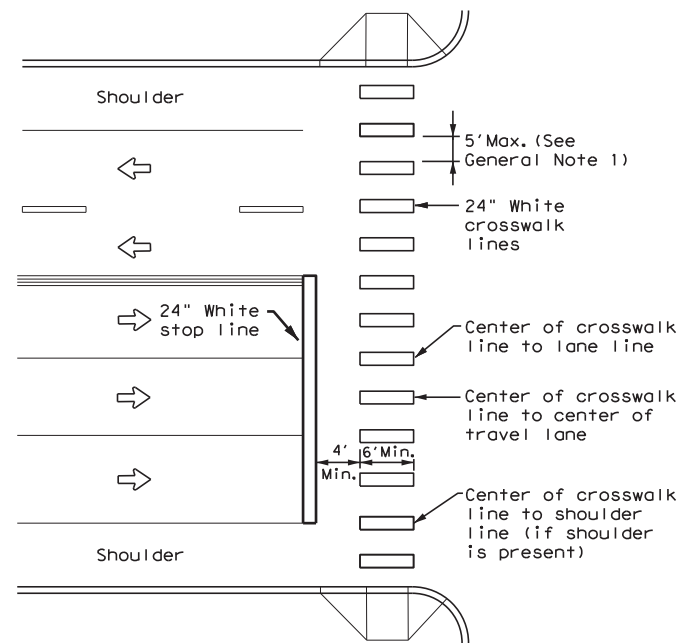 Shoulder
5' Max. (See
General Note 1)
24" White
crosswalk
lines
24" White
stop line
Center of crosswalk
line to lane line
Center of crosswalk
line to center of
travel lane
4'
Min.
6' Min.
Center of crosswalk
line to shoulder
line (if shoulder
is present)
Shoulder